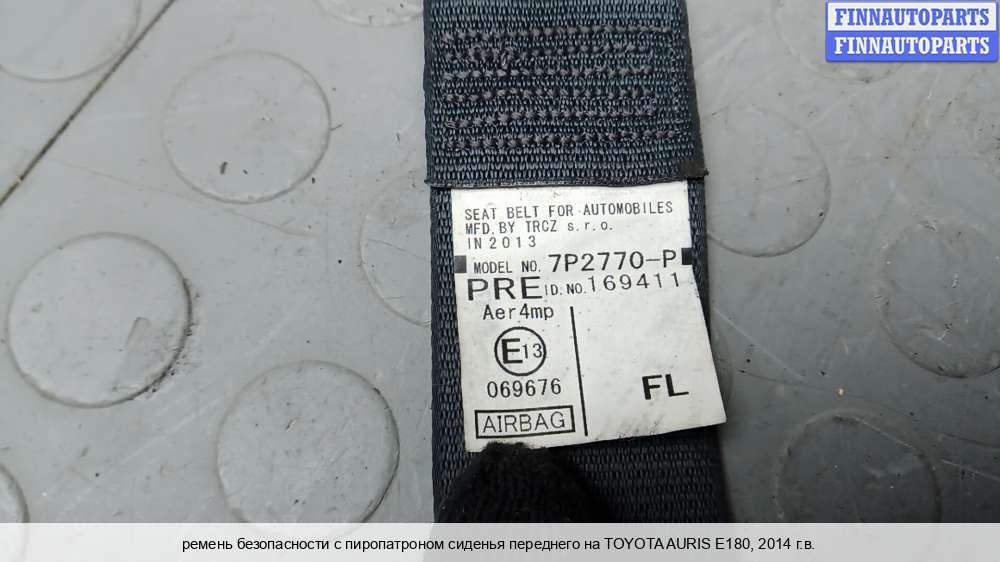 FINNAUTOPARTS
FINNAUTOPARTS
SEAT BELT FOR AUTOMOBILES
MFD. BY TRCZ s.r.o.
IN 2013
MODEL NO. 7P2770-P
PRE ID.NO.169411
Aer4mp
E13
069676
FL
AIRBAG
ремень безопасности с пиропатроном сиденья переднего на TOYOTA AURIS E180, 2014 г.в.